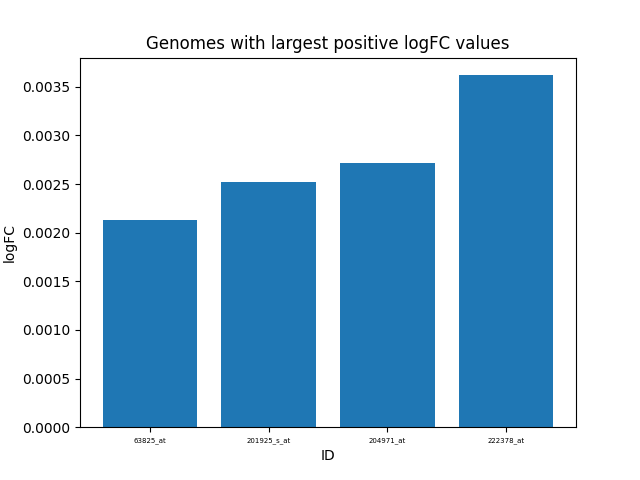 Genomes with largest positive logFC values
0.0035
0.0030
0.0025
0.0020
0.0015
0.0010
0.0005
0.0000
logFC
63825_at
201925_s_at
204971_at
222378_at
ID